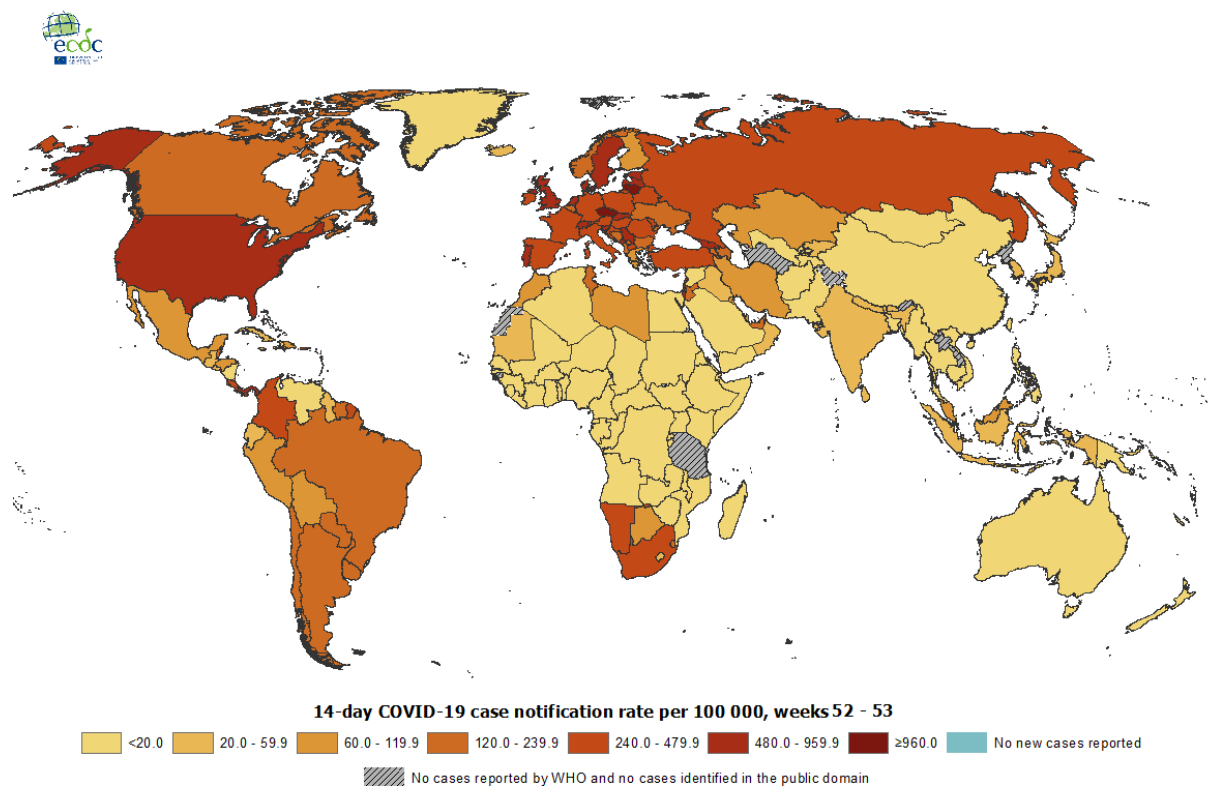 ecdc
14-day COVID-19 case notification rate per 100 000, weeks 52 - 53
<20.0
20.0 - 59.9
60.0 - 119.9
120.0 - 239.9
240.0 - 479.9
480.0 - 959.9
≥960.0
No new cases reported
No cases reported by WHO and no cases identified in the public domain